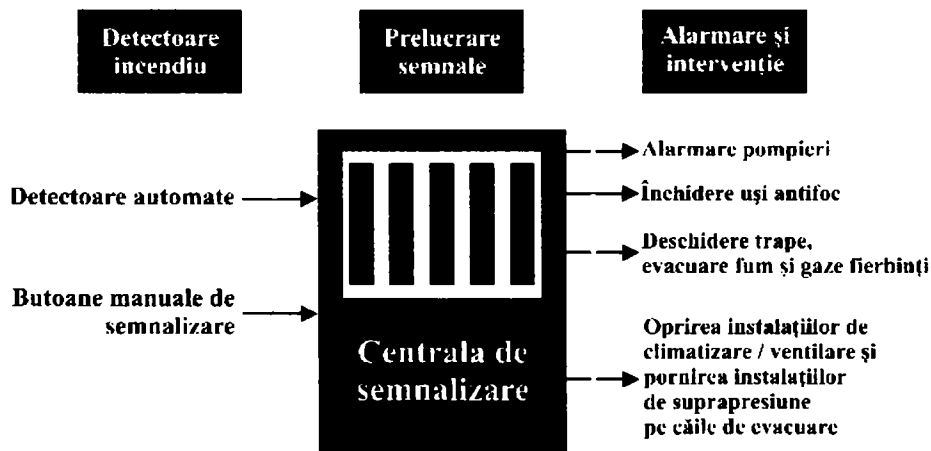 Detectoare
incendiu
Prelucrare
semnale
Alarmare și
intervenție
Detectoare automate
Butoane manuale de
semnalizare
Centrala de
semnalizare
Alarmare pompieri
Închidere uși antifoc
Deschidere trape,
evacuare fum și gaze fierbinți
Oprirea instalațiilor de
climatizare / ventilare și
pornirea instalațiilor
de suprapresiune
pe căile de evacuare